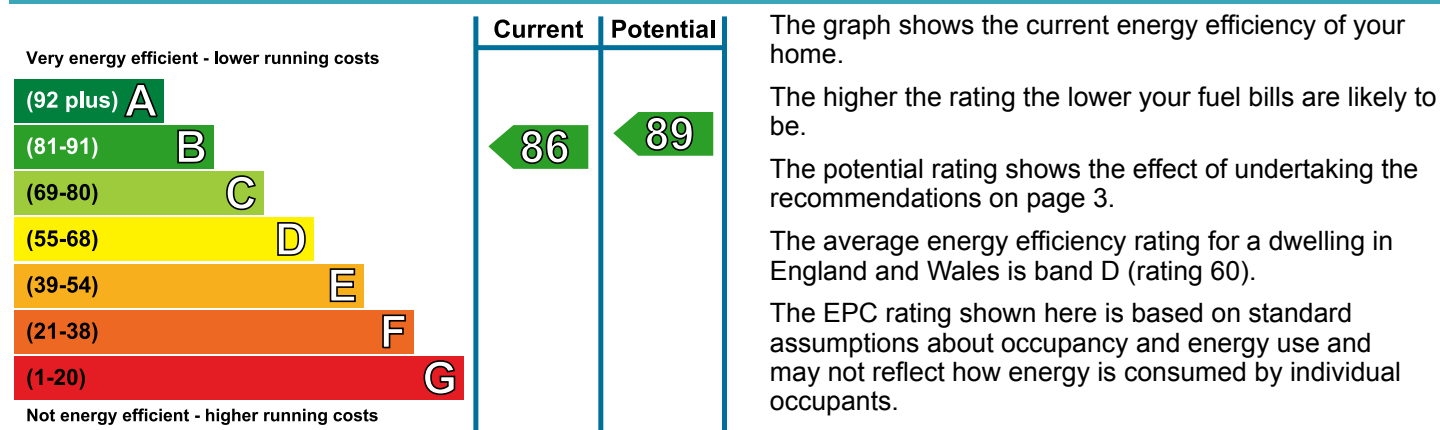 Current Potential
Very energy efficient - lower running costs
(92 plus) A
(81-91) B
(69-80) C
(55-68) D
(39-54) E
(21-38) F
(1-20) G
Not energy efficient - higher running costs
86
89
The graph shows the current energy efficiency of your
home.
The higher the rating the lower your fuel bills are likely to
be.
The potential rating shows the effect of undertaking the
recommendations on page 3.
The average energy efficiency rating for a dwelling in
England and Wales is band D (rating 60).
The EPC rating shown here is based on standard
assumptions about occupancy and energy use and
may not reflect how energy is consumed by individual
occupants.